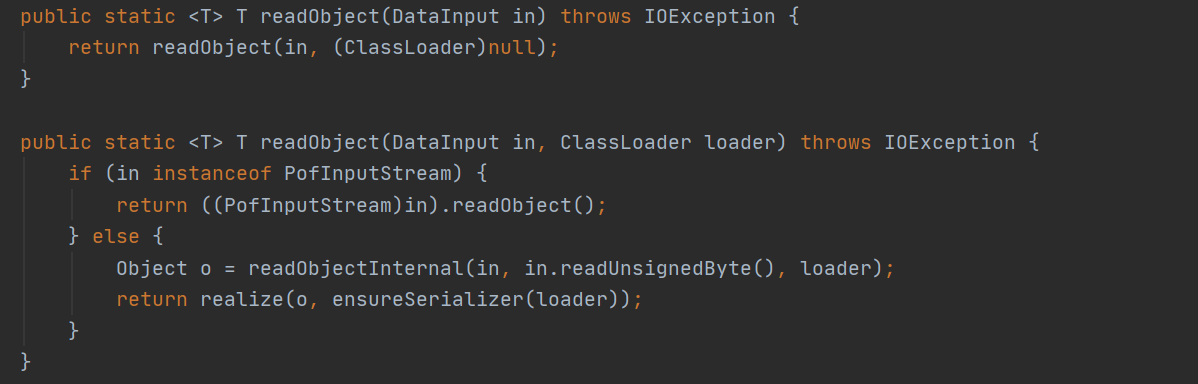 public static <T> T readObject(DataInput in) throws IOException {
    return readObject(in, (ClassLoader)null);
}

public static <T> T readObject(DataInput in, ClassLoader loader) throws IOException {
    if (in instanceof PofInputStream) {
        return ((PofInputStream)in).readObject();
    } else {
        Object o = readObjectInternal(in, in.readUnsignedByte(), loader);
        return realize(o, ensureSerializer(loader));
    }
}